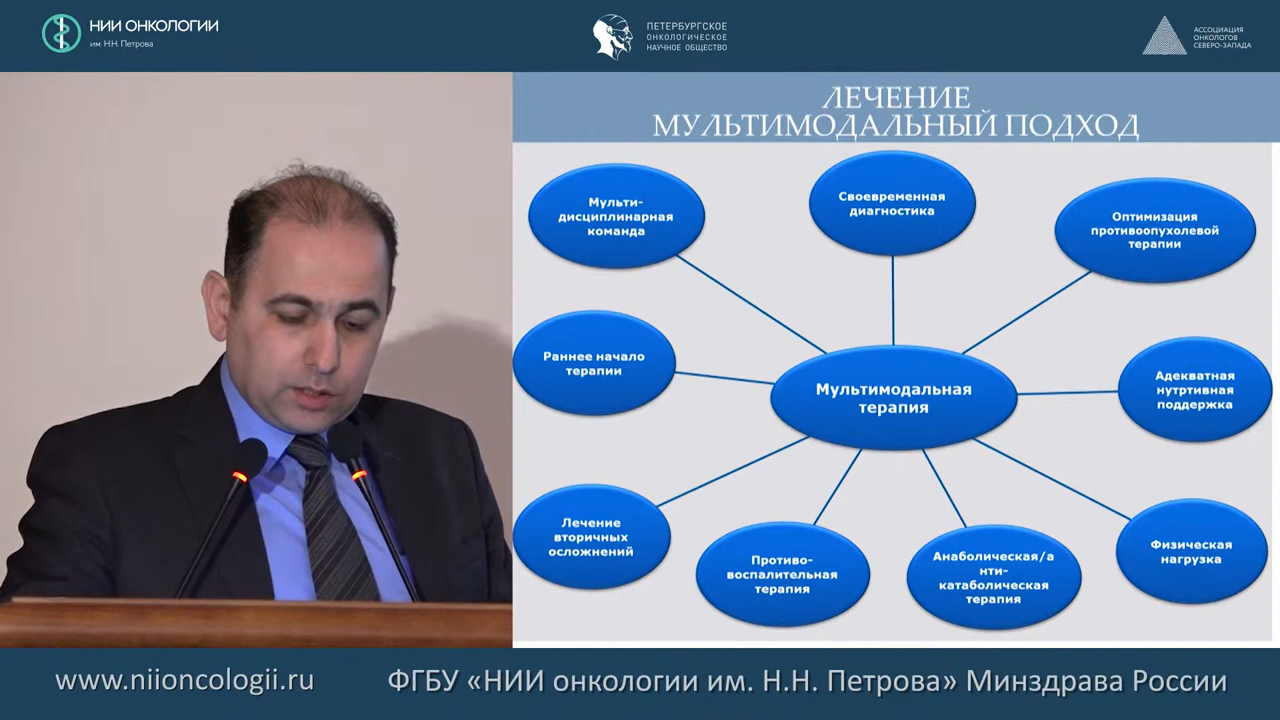 НИИ ОНКОЛОГИИ
им. Н.Н. Петрова
ПЕТЕРБУРГСКОЕ
ОНКОЛОГИЧЕСКОЕ
НАУЧНОЕ ОБЩЕСТВО
АССОЦИАЦИЯ
ОНКОЛОГОВ
СЕВЕРО-ЗАПАДА
ЛЕЧЕНИЕ
МУЛЬТИМОДАЛЬНЫЙ ПОДХОД
Мульти-
дисциплинарная
команда
Своевременная
диагностика
Оптимизация
противоопухолевой
терапии
Раннее начало
терапии
Мультимодальная
терапия
Адекватная
нутртивная
поддержка
Лечение
вторичных
осложнений
Противо-
воспалительная
терапия
Анаболическая/а
нти-
катаболическая
терапия
Физическая
нагрузка
www.niioncologii.ru
ФГБУ «НИИ онкологии им. Н.Н. Петрова» Минздрава России